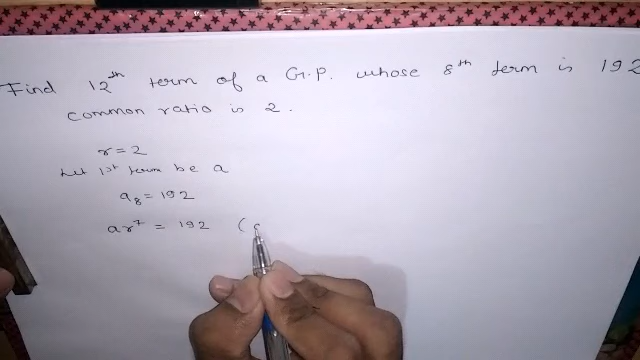 Find 12th term of a G.P. whose 8th term is 192
common ratio is 2.
r = 2
Let 1st term be a
a₈ = 192
ar⁷ = 192 (